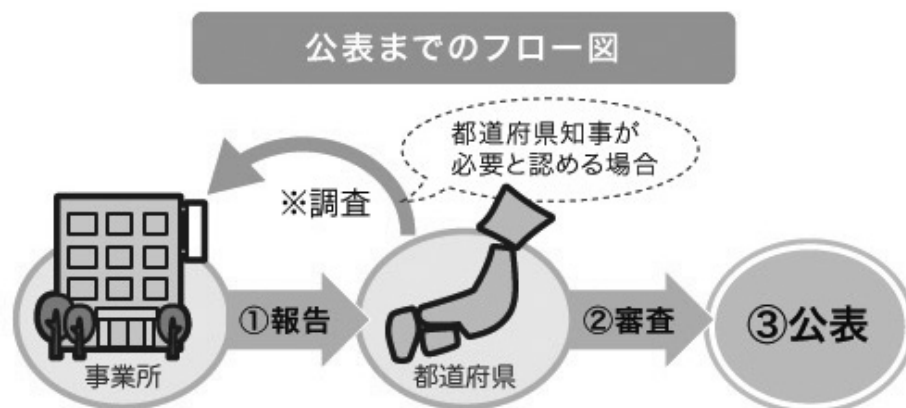 公表までのフロー図
都道府県知事が
必要と認める場合
※調査
①報告
②審査
③公表
事業所
都道府県